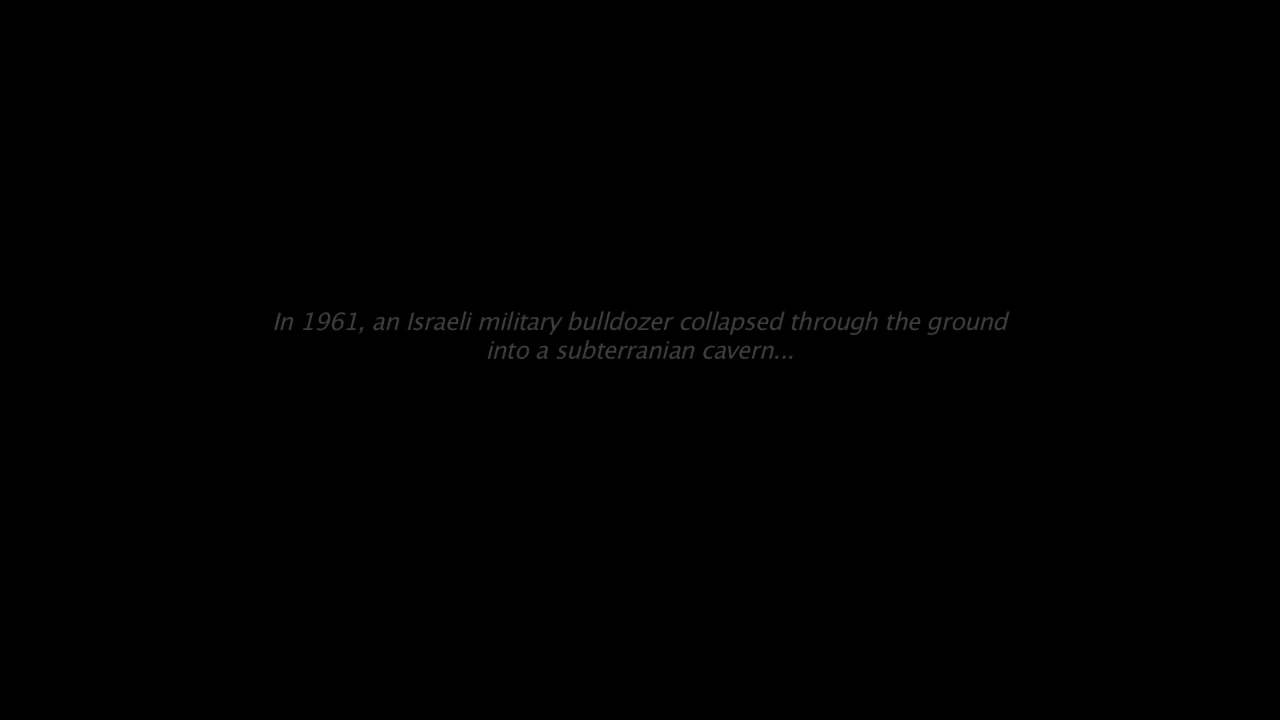 In 1961, an Israeli military bulldozer collapsed through the ground
into a subterranian cavern...